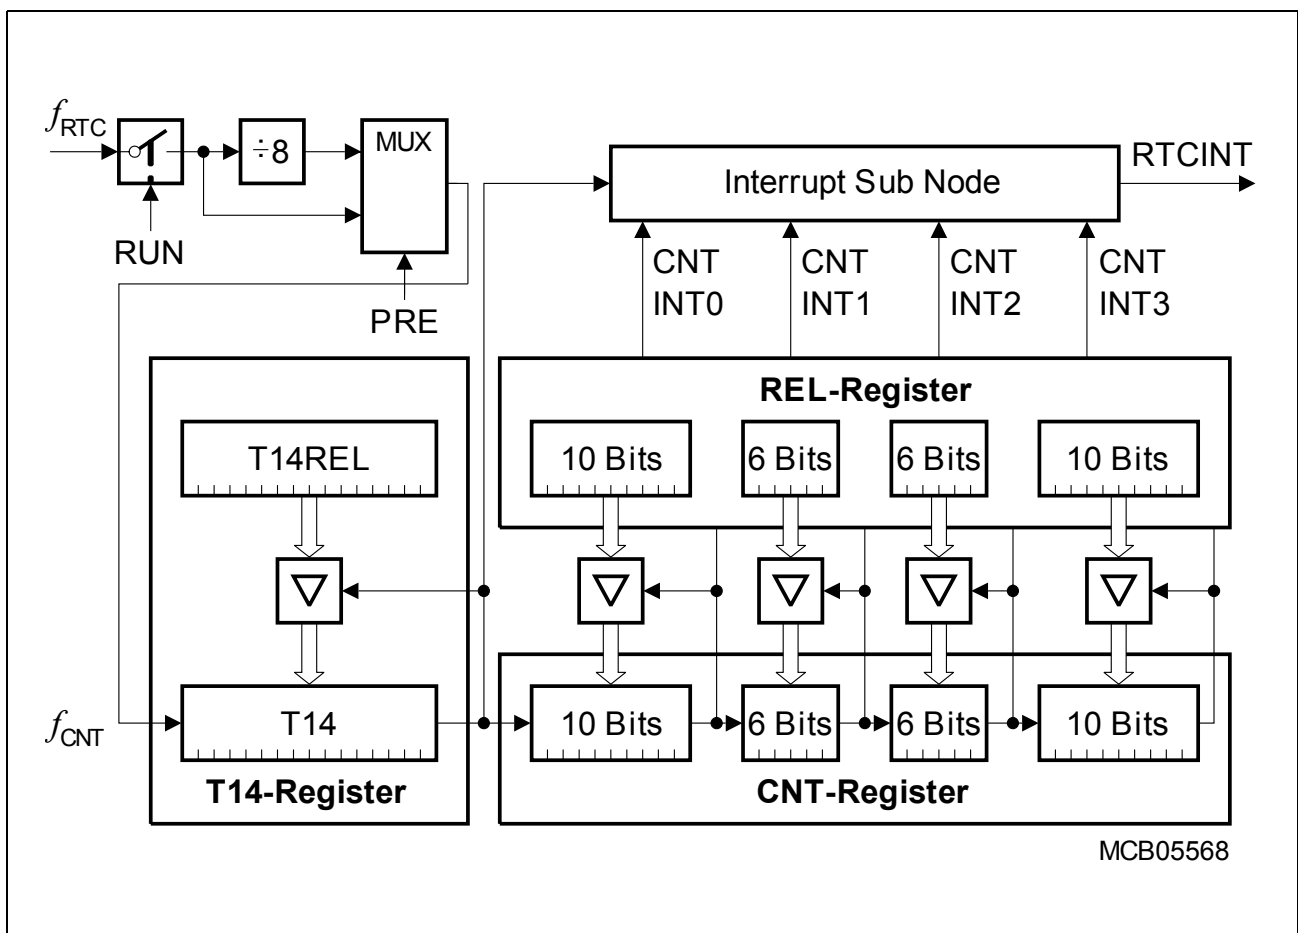 fRTC
÷8
MUX
RUN
PRE
Interrupt Sub Node
RTCINT
CNT
INT0
CNT
INT1
CNT
INT2
CNT
INT3
REL-Register
T14REL
10 Bits
6 Bits
6 Bits
10 Bits
fCNT
T14
10 Bits
6 Bits
6 Bits
10 Bits
T14-Register
CNT-Register
MCB05568